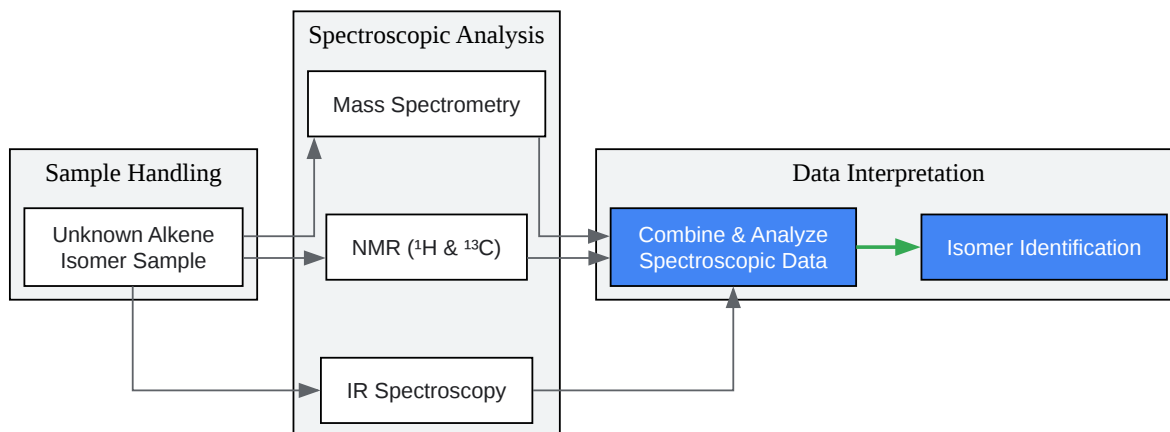 Spectroscopic Analysis
Mass Spectrometry
Sample Handling
Unknown Alkene
Isomer Sample
NMR (¹H & ¹³C)
IR Spectroscopy
Data Interpretation
Combine & Analyze
Spectroscopic Data
Isomer Identification